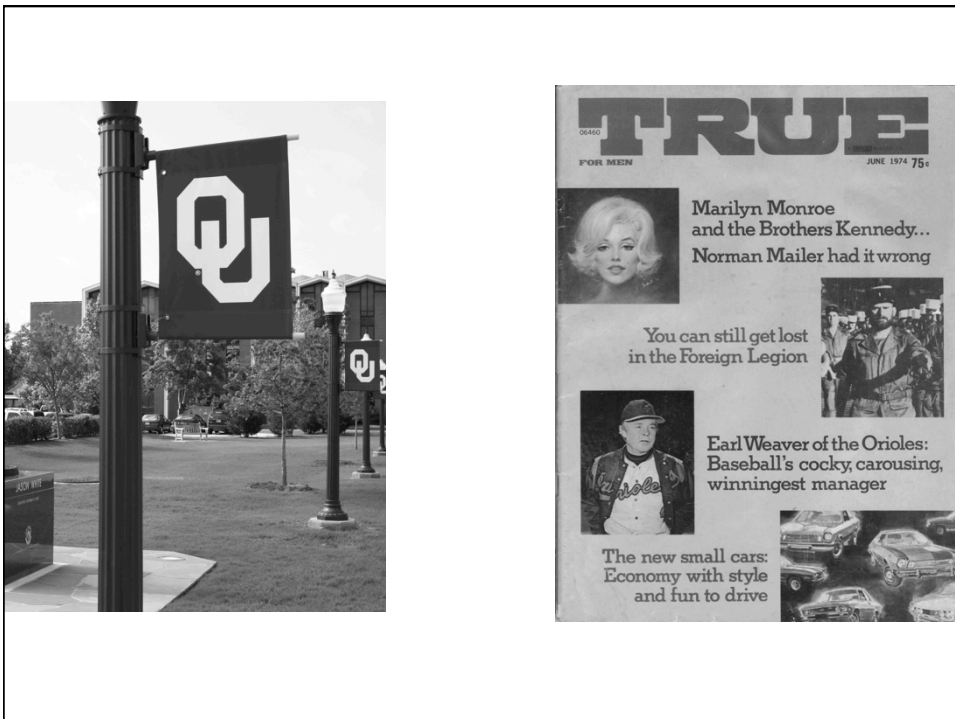 OU
OU
JASON WHITE
TRUE
06460
FOR MEN
JUNE 1974 75¢
Marilyn Monroe
and the Brothers Kennedy...
Norman Mailer had it wrong
You can still get lost
in the Foreign Legion
Earl Weaver of the Orioles:
Baseball's cocky, carousing,
winningest manager
Orioles
The new small cars:
Economy with style
and fun to drive